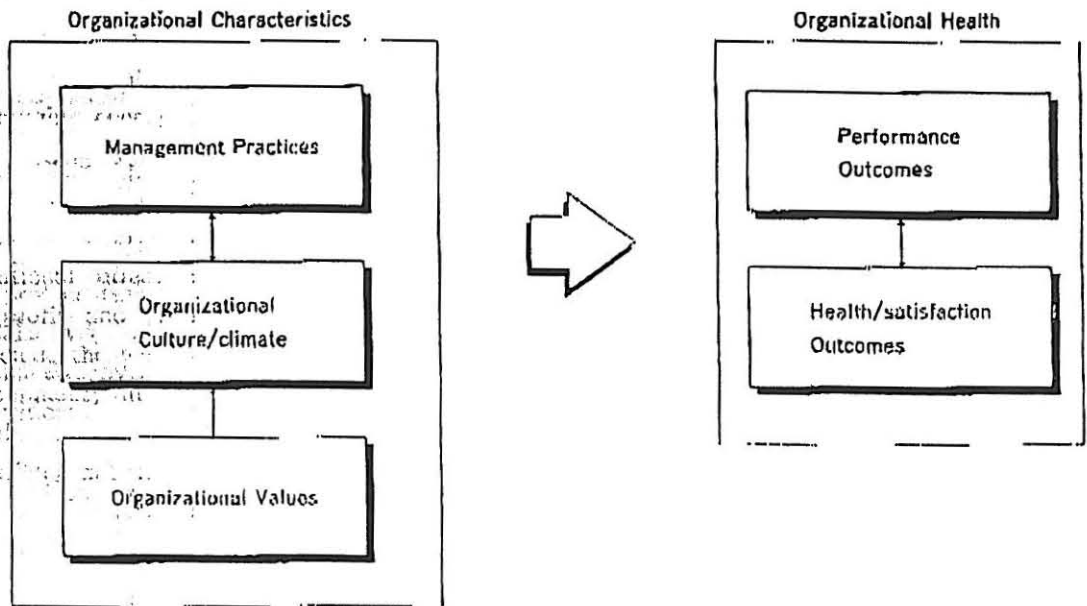 Organizational Characteristics
Management Practices
Organizational
Culture/climate
Organizational Values
Organizational Health
Performance
Outcomes
Health/satisfaction
Outcomes